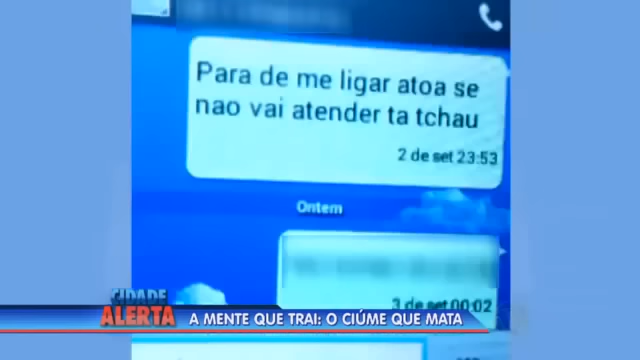 Para de me ligar atoa se
nao vai atender ta tchau
2 de set 23:53
Ontem
3 de set 00:02
CIDADE
ALERTA
A MENTE QUE TRAI: O CIÚME QUE MATA